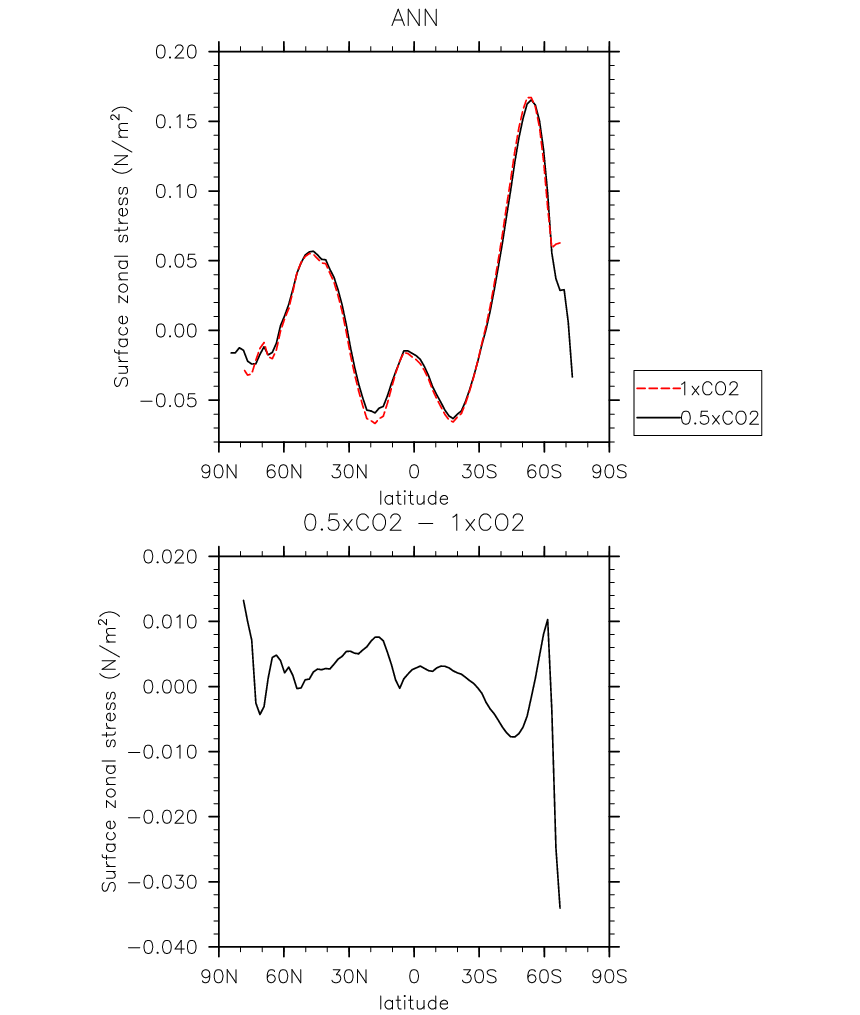 ANN
Surface zonal stress (N/m²)
0.20
0.15
0.10
0.05
0.00
−0.05
90N 60N 30N 0 30S 60S 90S
latitude
1xCO2
0.5xCO2
0.5xCO2 − 1xCO2
Surface zonal stress (N/m²)
0.020
0.010
0.000
−0.010
−0.020
−0.030
−0.040
90N 60N 30N 0 30S 60S 90S
latitude